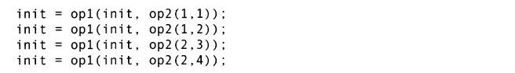 init = op1(init, op2(1,1));
init = op1(init, op2(1,2));
init = op1(init, op2(2,3));
init = op1(init, op2(2,4));